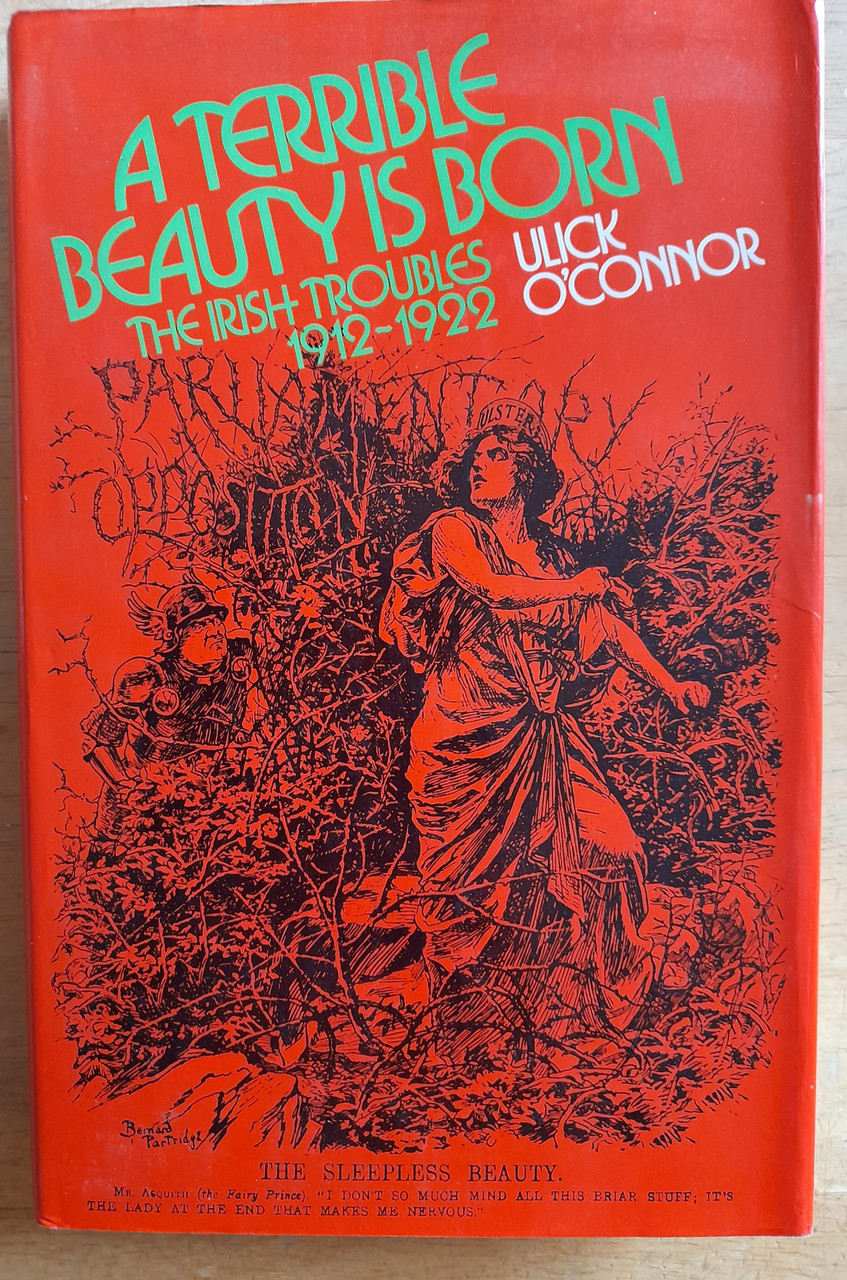 A TERRIBLE
BEAUTY IS BORN
THE IRISH TROUBLES
1912-1922
ULICK
O'CONNOR
PARLIAMENTARY
OPPOSITION
ULSTER
Bernard
Partridge
THE SLEEPLESS BEAUTY.
MR. ASQUITH (the Fairy Prince). "I DON'T SO MUCH MIND ALL THIS BRIAR STUFF; IT'S
THE LADY AT THE END THAT MAKES ME NERVOUS."